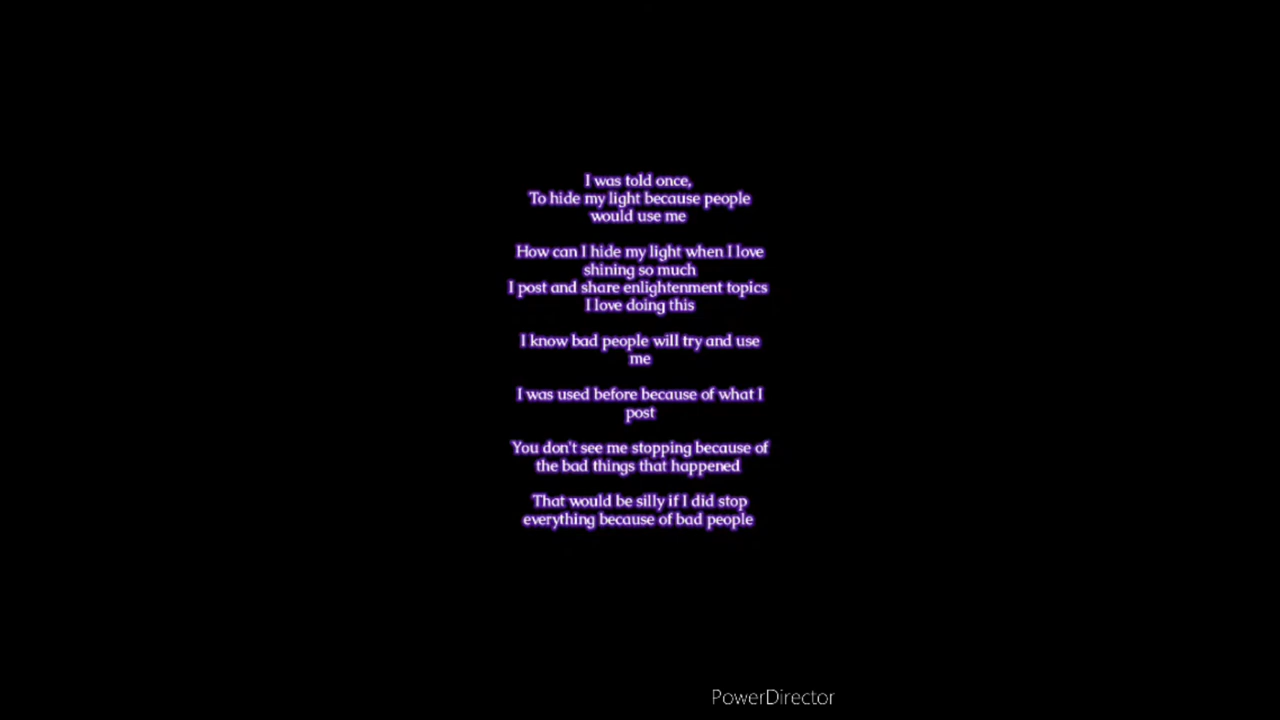 I was told once,
To hide my light because people
would use me
How can I hide my light when I love
shining so much
I post and share enlightenment topics
I love doing this
I know bad people will try and use
me
I was used before because of what I
post
You don't see me stopping because of
the bad things that happened
That would be silly if I did stop
everything because of bad people
PowerDirector